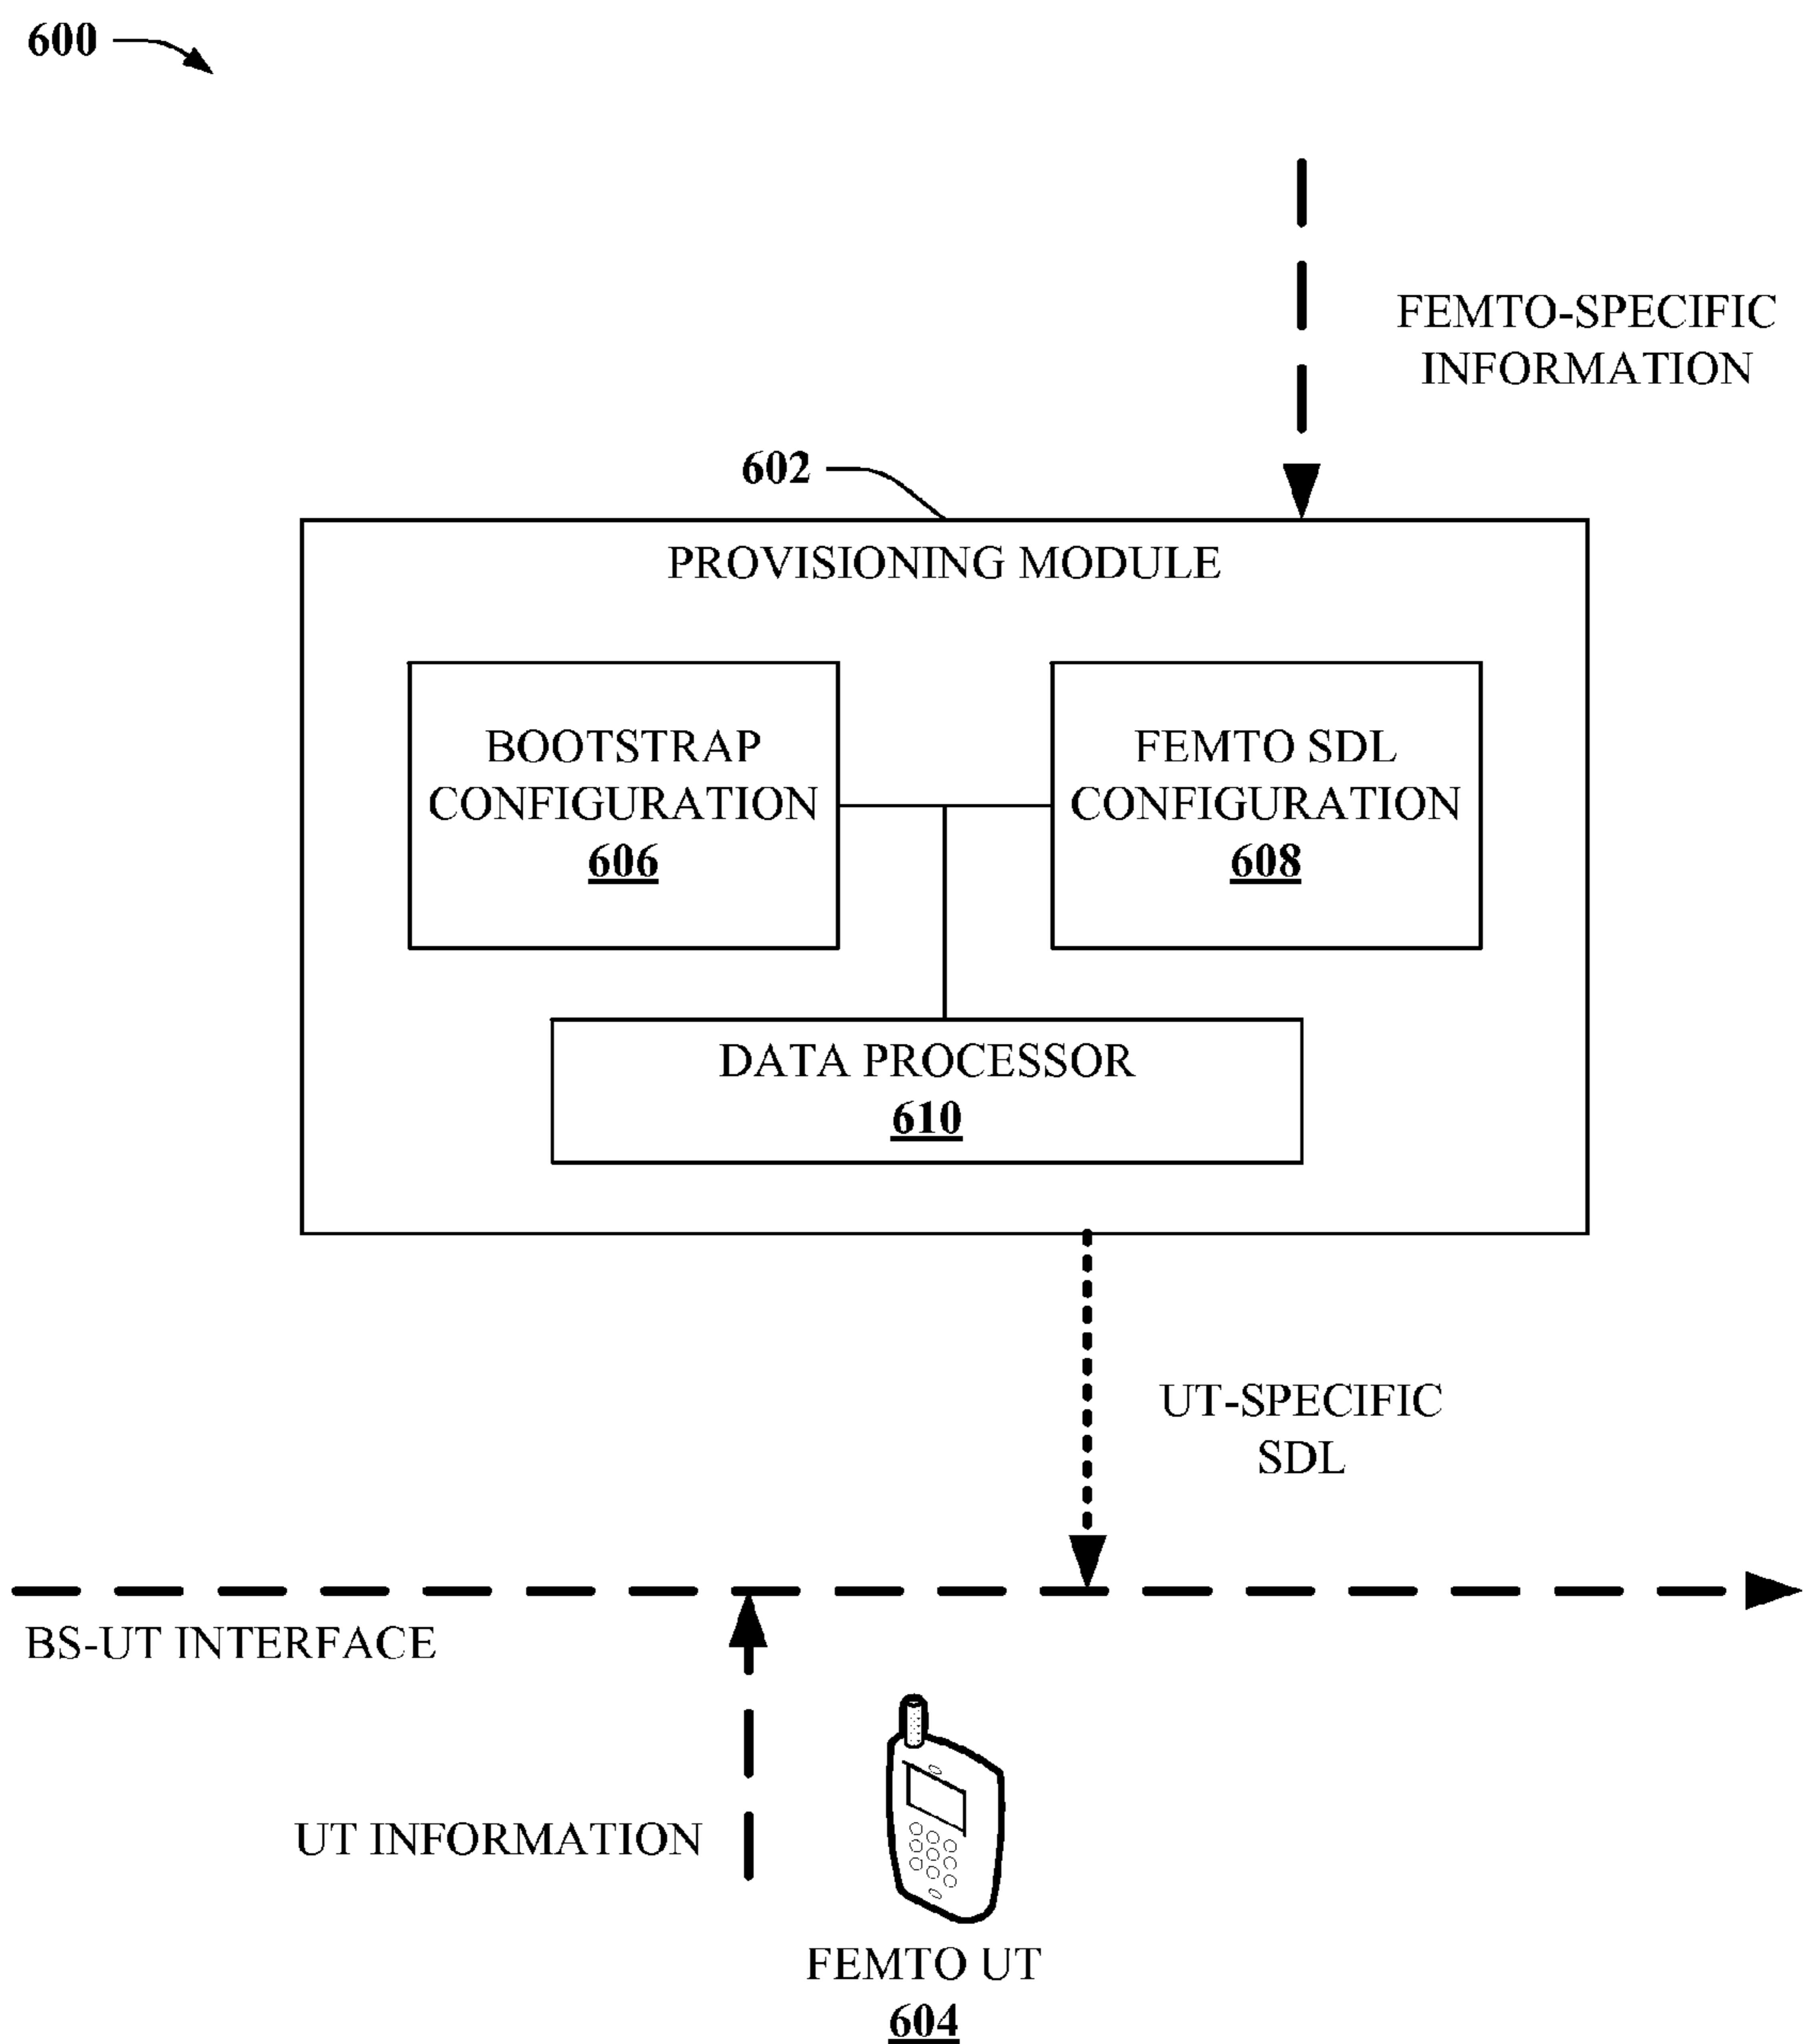 600
FEMTO-SPECIFIC
INFORMATION
602
PROVISIONING MODULE
BOOTSTRAP
CONFIGURATION
606
FEMTO SDL
CONFIGURATION
608
DATA PROCESSOR
610
UT-SPECIFIC
SDL
BS-UT INTERFACE
UT INFORMATION
FEMTO UT
604